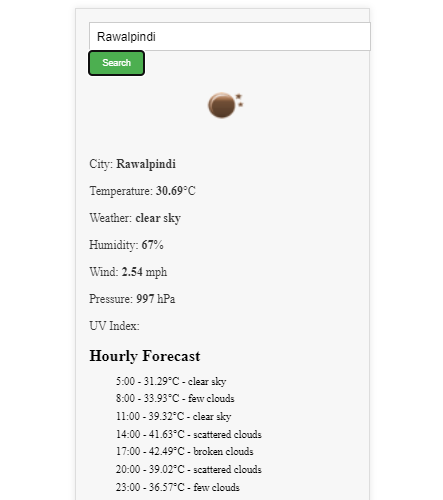 Rawalpindi
Search
City: Rawalpindi
Temperature: 30.69°C
Weather: clear sky
Humidity: 67%
Wind: 2.54 mph
Pressure: 997 hPa
UV Index:
Hourly Forecast
5:00 - 31.29°C - clear sky
8:00 - 33.93°C - few clouds
11:00 - 39.32°C - clear sky
14:00 - 41.63°C - scattered clouds
17:00 - 42.49°C - broken clouds
20:00 - 39.02°C - scattered clouds
23:00 - 36.57°C - few clouds